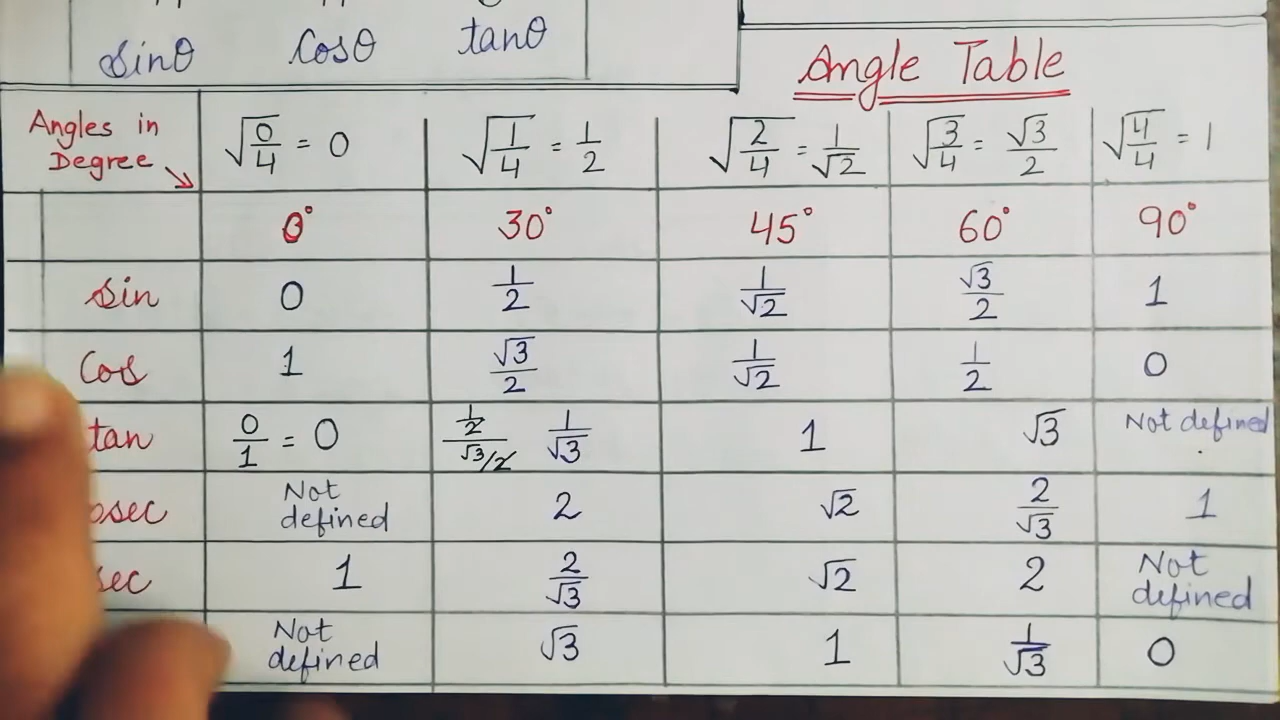 sinθ cosθ tanθ
Angle Table
Angles in
Degree
√0/4 = 0 √1/4 = 1/2 √2/4 = 1/√2 √3/4 = √3/2 √4/4 = 1
0° 30° 45° 60° 90°
sin 0 1/2 1/√2 √3/2 1
Cos 1 √3/2 1/√2 1/2 0
tan 0/1 = 0 1/2/√3/2 1/√3 1 √3 Not defined
osec Not defined 2 √2 2/√3 1
sec 1 2/√3 √2 2 Not defined
Not defined √3 1 1/√3 0